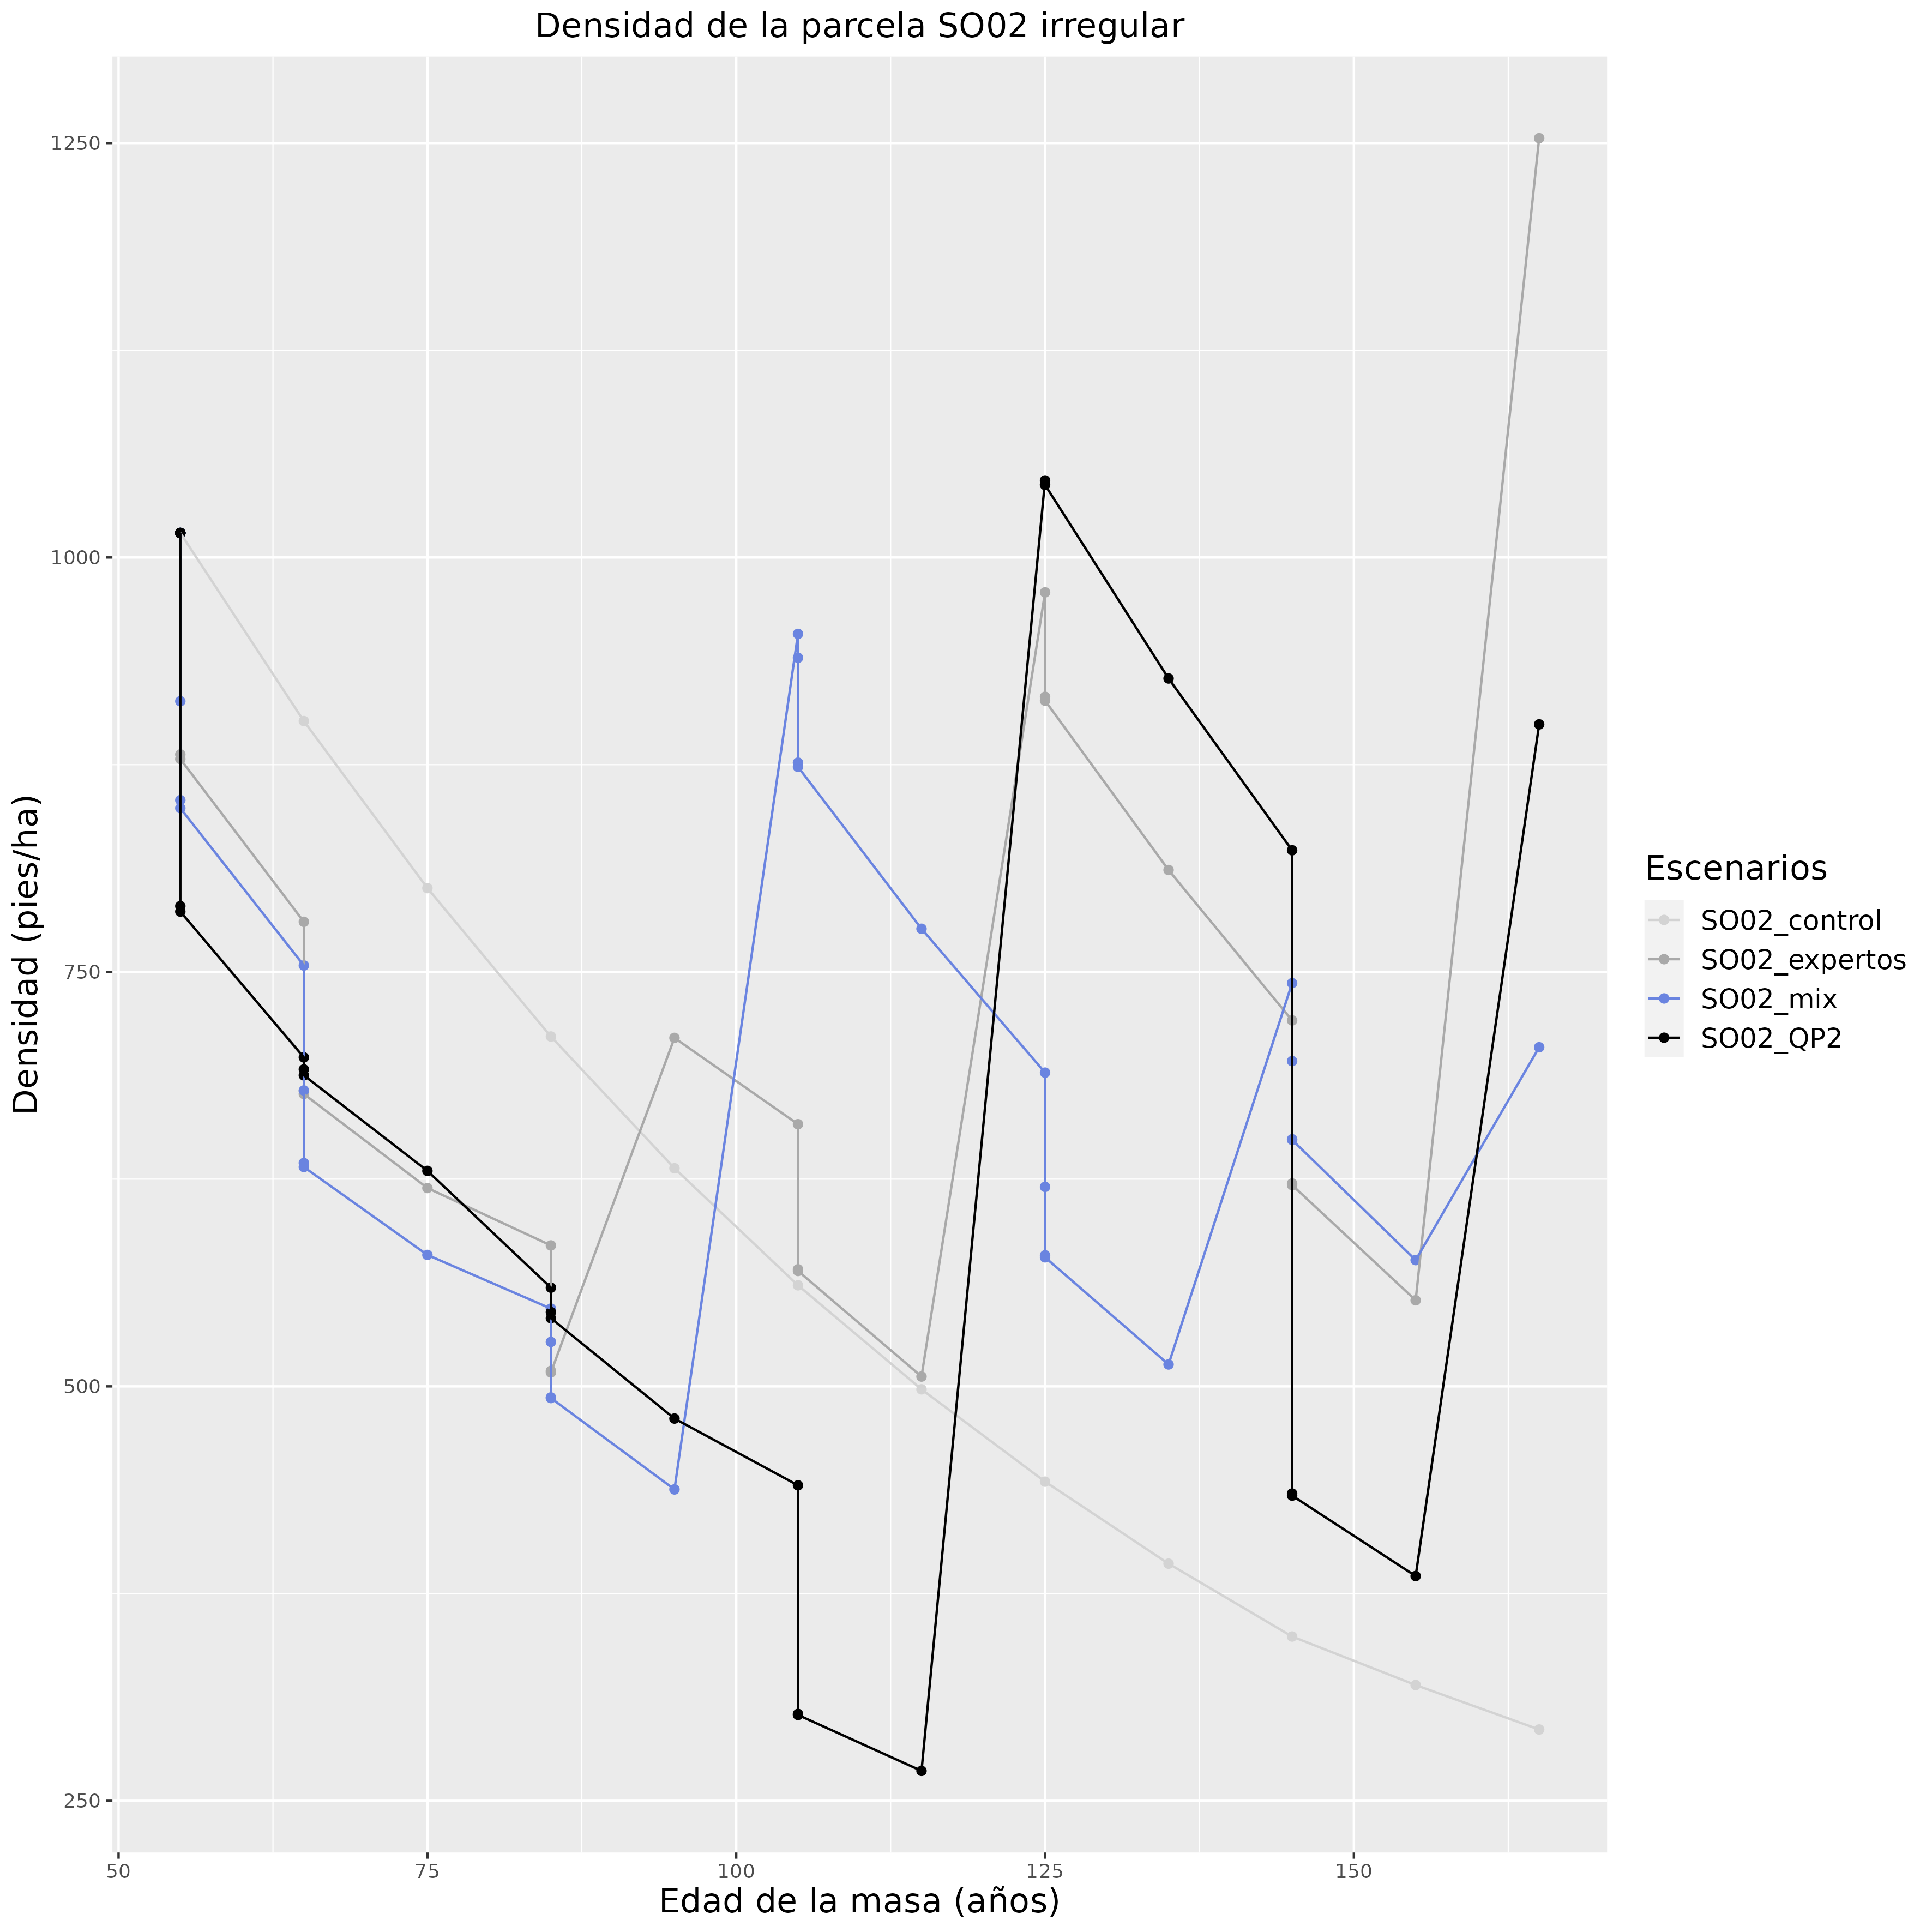 Densidad de la parcela SO02 irregular
Densidad (pies/ha)
1250
1000
750
500
250
50 75 100 125 150
Edad de la masa (años)
Escenarios
SO02_control
SO02_expertos
SO02_mix
SO02_QP2